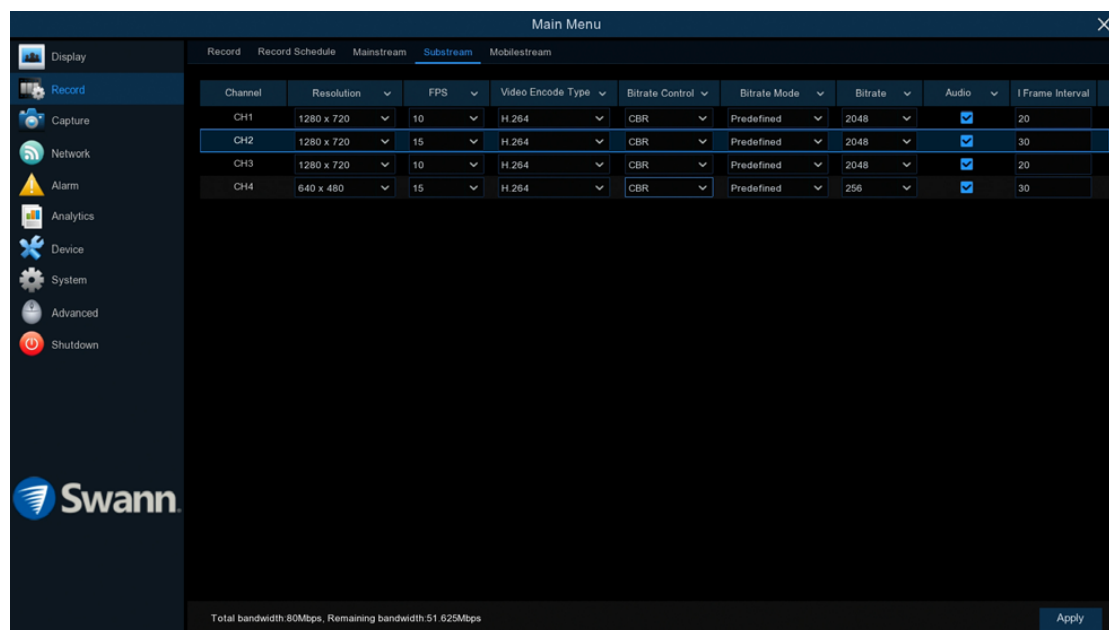 Main Menu
Display
Record
Capture
Network
Alarm
Analytics
Device
System
Advanced
Shutdown
Swann
Record Record Schedule Mainstream Substream Mobilestream
Channel Resolution FPS Video Encode Type Bitrate Control Bitrate Mode Bitrate Audio I Frame Interval
CH1 1280 x 720 10 H.264 CBR Predefined 2048 20
CH2 1280 x 720 15 H.264 CBR Predefined 2048 30
CH3 1280 x 720 10 H.264 CBR Predefined 2048 20
CH4 640 x 480 15 H.264 CBR Predefined 256 30
Total bandwidth:80Mbps, Remaining bandwidth:51.625Mbps
Apply